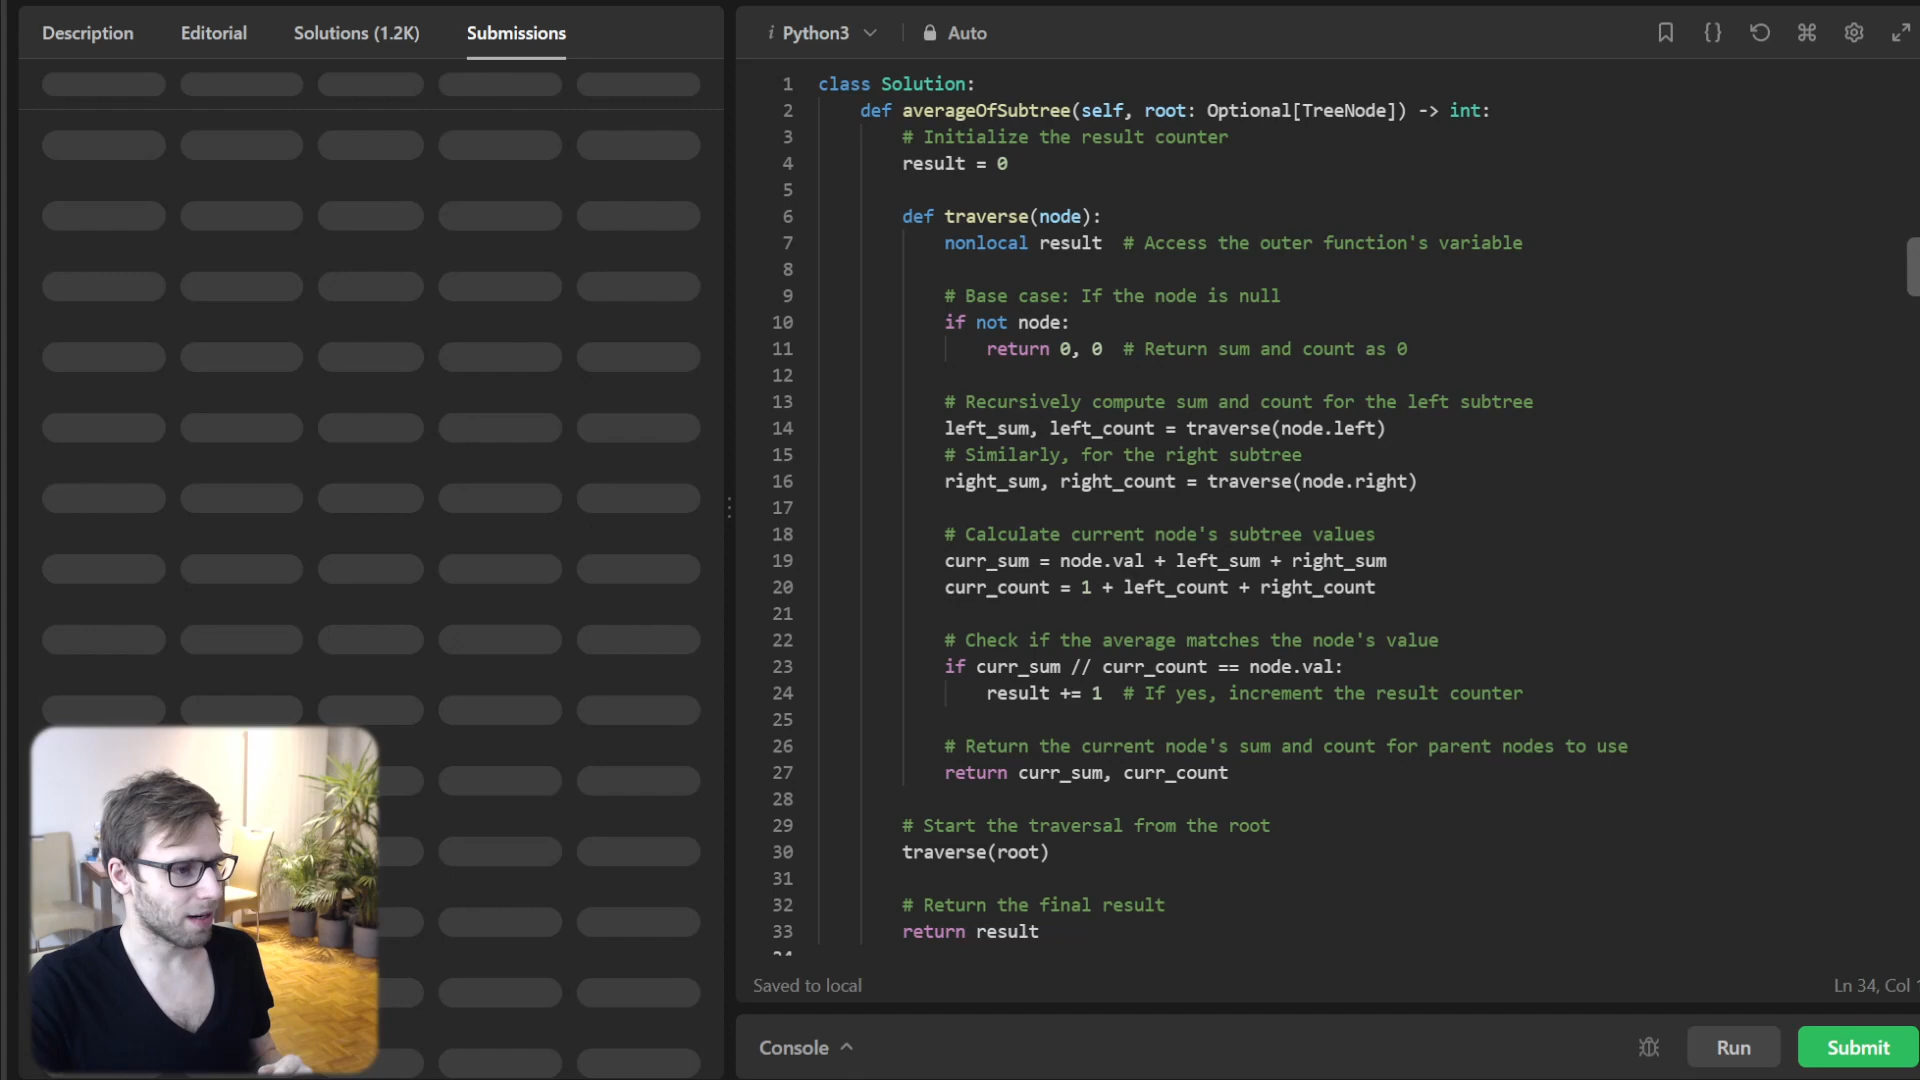 Description Editorial Solutions (1.2K) Submissions
i Python3 Auto
1 class Solution:
2 def averageOfSubtree(self, root: Optional[TreeNode]) -> int:
3 # Initialize the result counter
4 result = 0
5
6 def traverse(node):
7 nonlocal result # Access the outer function's variable
8
9 # Base case: If the node is null
10 if not node:
11 return 0, 0 # Return sum and count as 0
12
13 # Recursively compute sum and count for the left subtree
14 left_sum, left_count = traverse(node.left)
15 # Similarly, for the right subtree
16 right_sum, right_count = traverse(node.right)
17
18 # Calculate current node's subtree values
19 curr_sum = node.val + left_sum + right_sum
20 curr_count = 1 + left_count + right_count
21
22 # Check if the average matches the node's value
23 if curr_sum // curr_count == node.val:
24 result += 1 # If yes, increment the result counter
25
26 # Return the current node's sum and count for parent nodes to use
27 return curr_sum, curr_count
28
29 # Start the traversal from the root
30 traverse(root)
31
32 # Return the final result
33 return result
Saved to local
Ln 34, Col
Console
Run
Submit